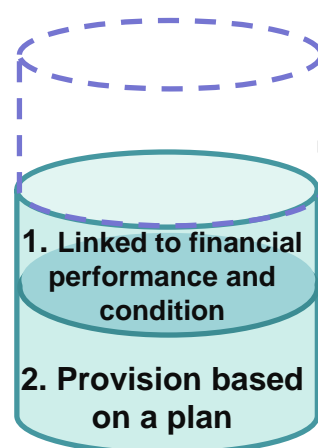 1. Linked to financial
performance and
condition
2. Provision based
on a plan